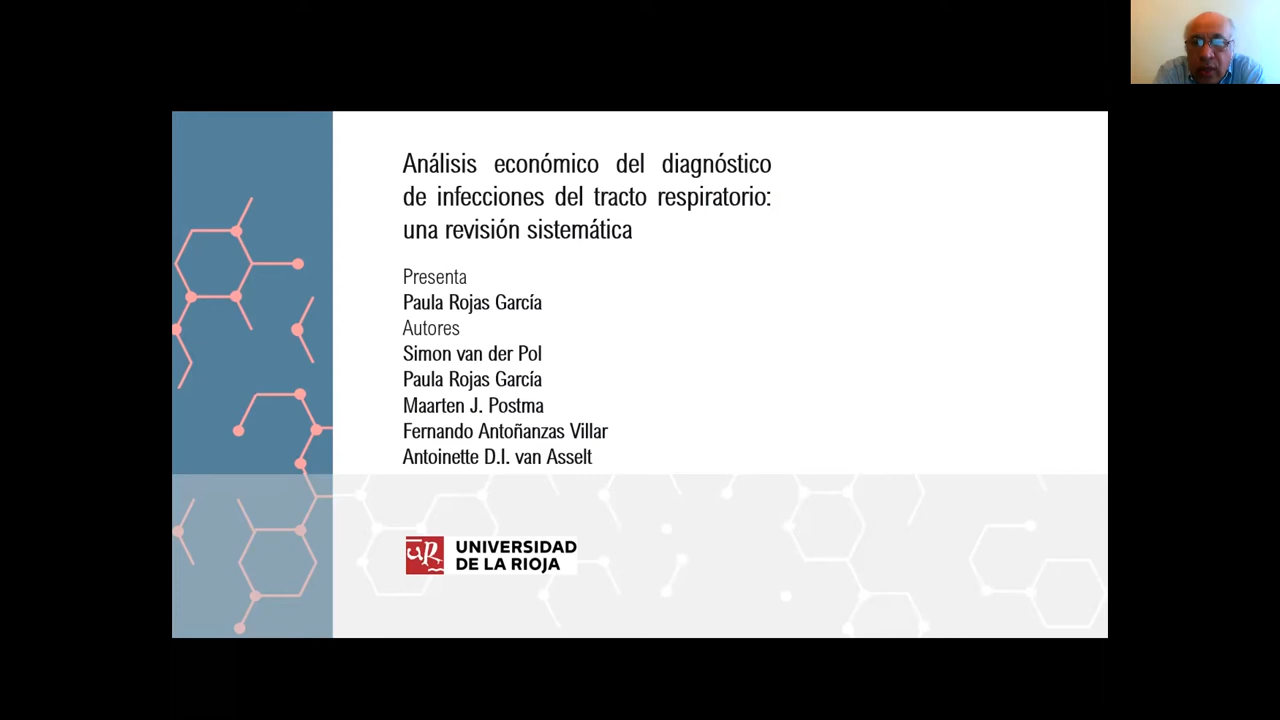 Análisis económico del diagnóstico
de infecciones del tracto respiratorio:
una revisión sistemática
Presenta
Paula Rojas García
Autores
Simon van der Pol
Paula Rojas García
Maarten J. Postma
Fernando Antoñanzas Villar
Antoinette D.I. van Asselt
UR
UNIVERSIDAD
DE LA RIOJA